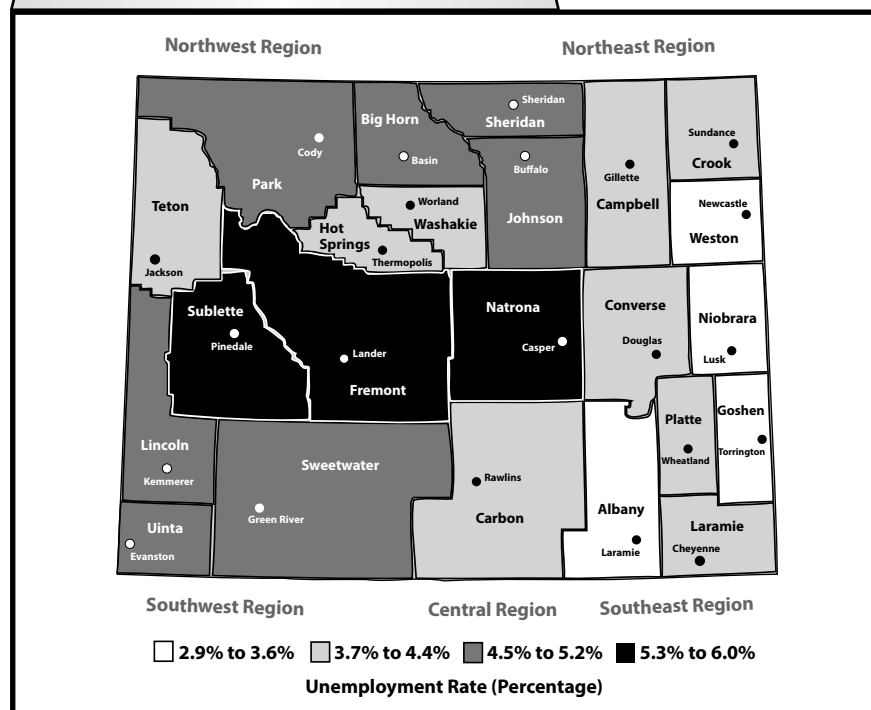 Northwest Region
Northeast Region
Sheridan
Sheridan
Big Horn
Cody
Basin
Park
Buffalo
Johnson
Gillette
Campbell
Sundance
Crook
Newcastle
Weston
Teton
Jackson
Worland
Washakie
Hot
Springs
Thermopolis
Sublette
Pinedale
Lander
Fremont
Natrona
Casper
Converse
Douglas
Niobrara
Lusk
Platte
Wheatland
Goshen
Torrington
Lincoln
Kemmerer
Sweetwater
Green River
Rawlins
Carbon
Albany
Laramie
Laramie
Cheyenne
Uinta
Evanston
Southwest Region
Central Region
Southeast Region
2.9% to 3.6%
3.7% to 4.4%
4.5% to 5.2%
5.3% to 6.0%
Unemployment Rate (Percentage)